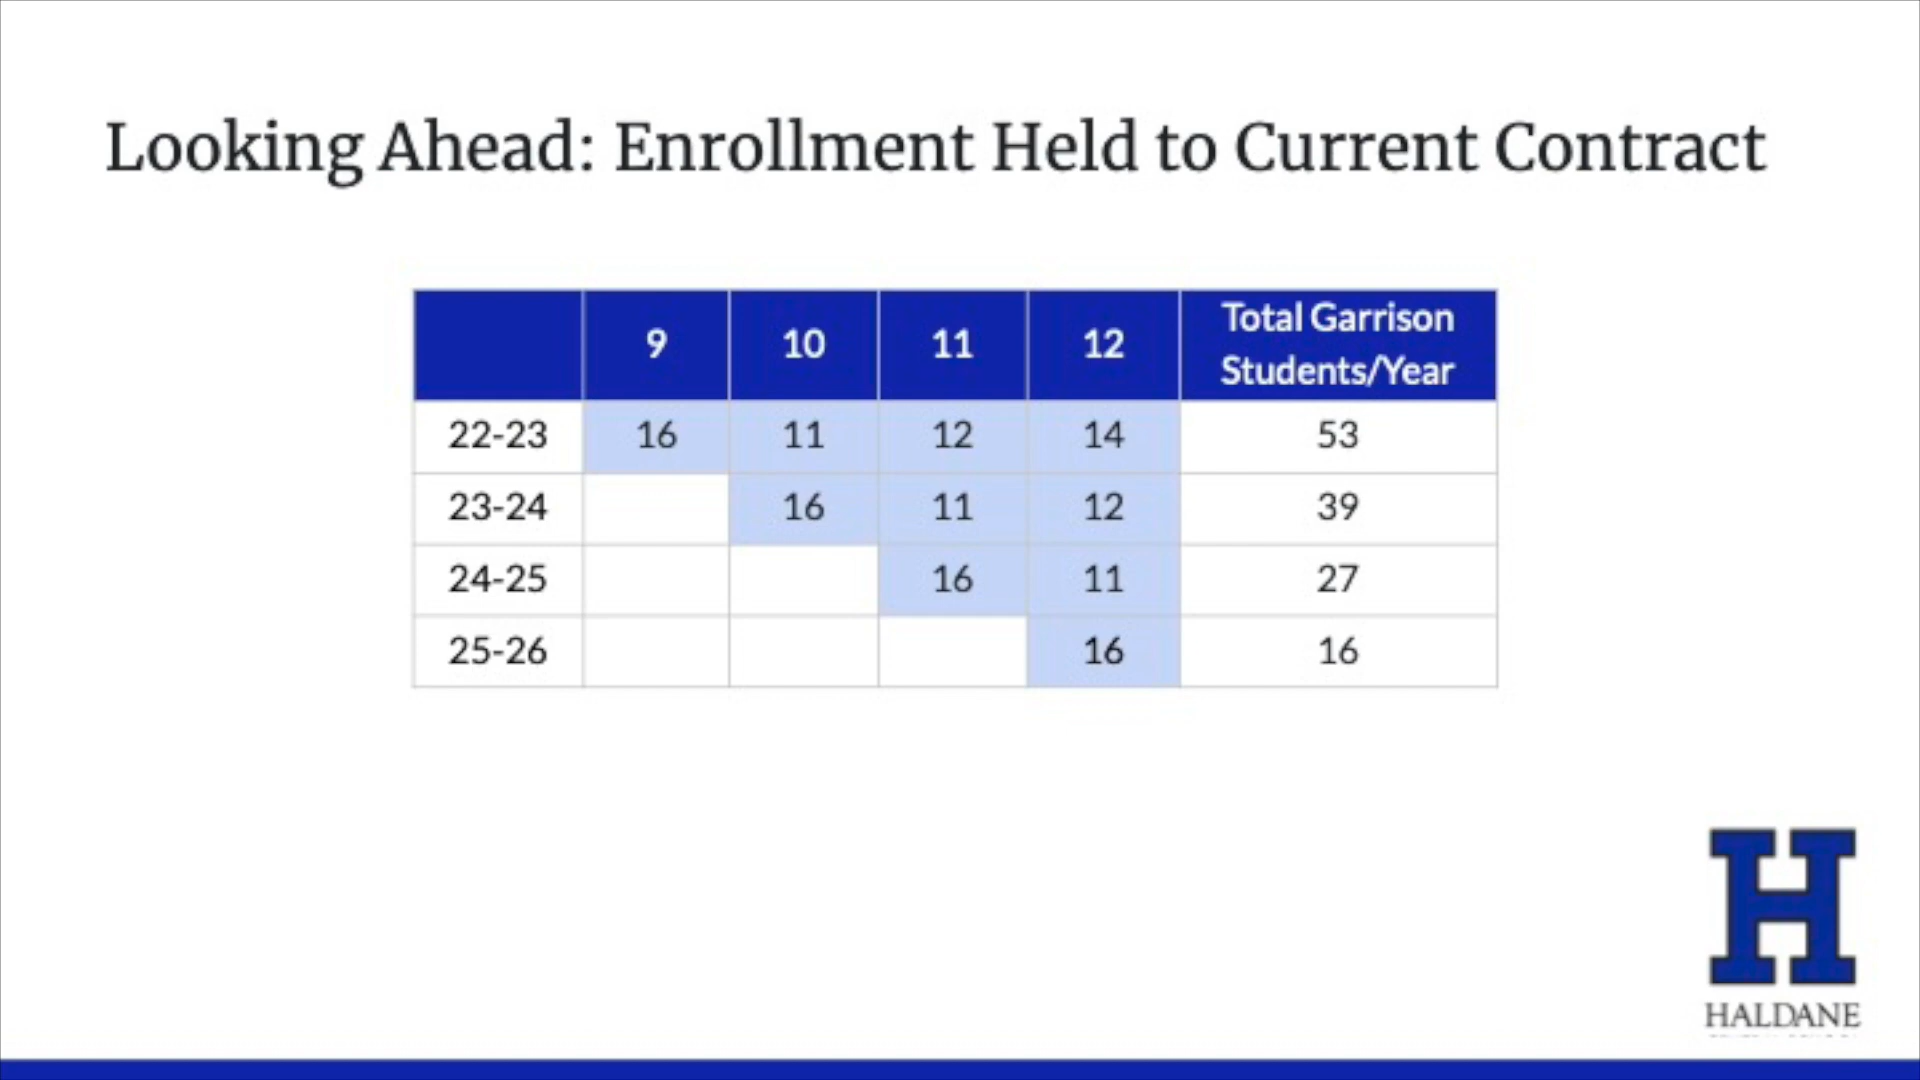 Looking Ahead: Enrollment Held to Current Contract
9 10 11 12 Total Garrison Students/Year
22-23 16 11 12 14 53
23-24 16 11 12 39
24-25 16 11 27
25-26 16 16
H
HALDANE